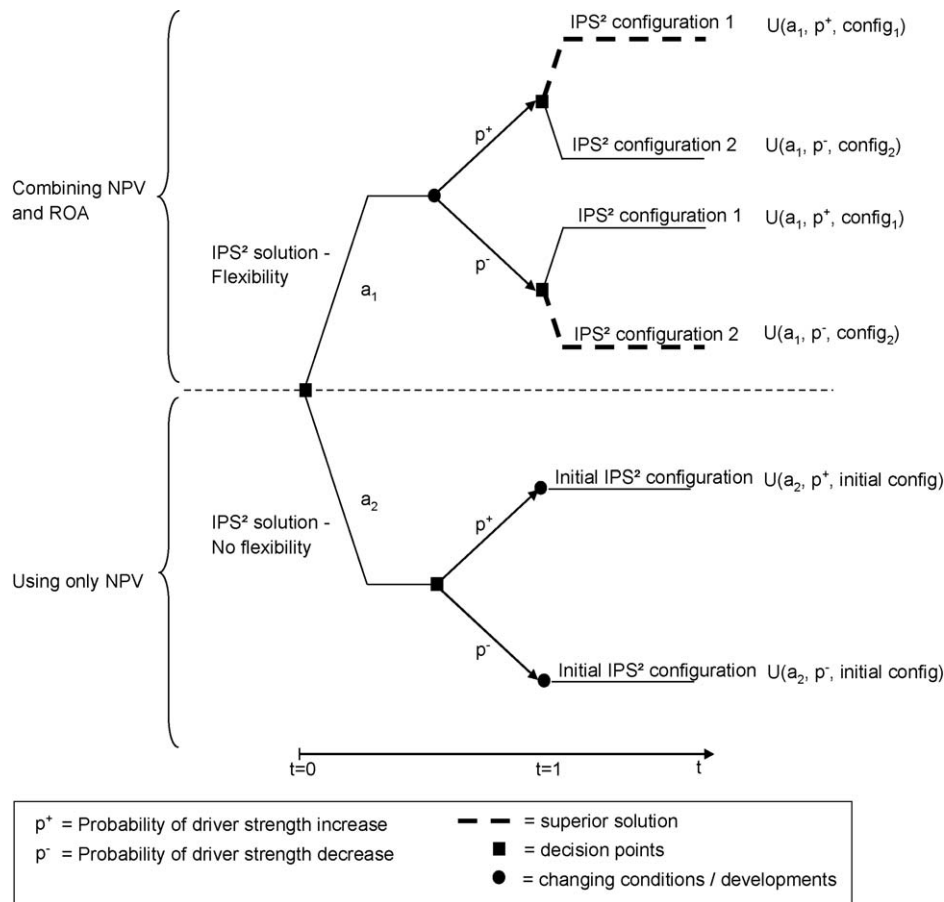 IPS² configuration 1 U(a₁, p⁺, config₁)
p⁺
IPS² configuration 2 U(a₁, p⁻, config₂)
Combining NPV
and ROA
IPS² configuration 1 U(a₁, p⁺, config₁)
IPS² solution -
Flexibility
p⁻
a₁
IPS² configuration 2 U(a₁, p⁻, config₂)
Initial IPS² configuration U(a₂, p⁺, initial config)
a₂
IPS² solution -
No flexibility
p⁺
Using only NPV
p⁻
Initial IPS² configuration U(a₂, p⁻, initial config)
t=0 t=1 t
p⁺ = Probability of driver strength increase
p⁻ = Probability of driver strength decrease
= superior solution
= decision points
= changing conditions / developments